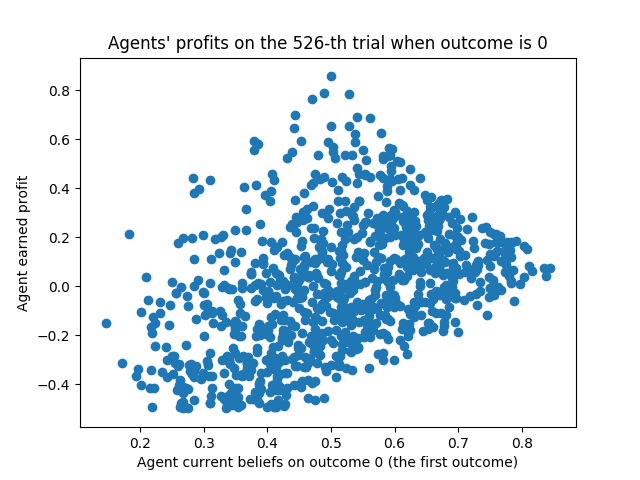 Agents' profits on the 526-th trial when outcome is 0
Agent earned profit
0.8
0.6
0.4
0.2
0.0
−0.2
−0.4
0.2 0.3 0.4 0.5 0.6 0.7 0.8
Agent current beliefs on outcome 0 (the first outcome)